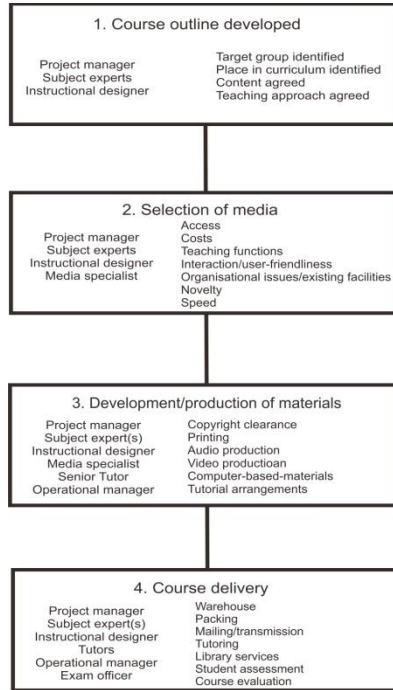 1. Course outline developed
Project manager
Subject experts
Instructional designer
Target group identified
Place in curriculum identified
Content agreed
Teaching approach agreed
2. Selection of media
Project manager
Subject experts
Instructional designer
Media specialist
Access
Costs
Teaching functions
Interaction/user-friendliness
Organisational issues/existing facilities
Novelty
Speed
3. Development/production of materials
Project manager
Subject expert(s)
Instructional designer
Media specialist
Senior Tutor
Operational manager
Copyright clearance
Printing
Audio production
Video productioan
Computer-based-materials
Tutorial arrangements
4. Course delivery
Project manager
Subject expert(s)
Instructional designer
Tutors
Operational manager
Exam officer
Warehouse
Packing
Mailing/transmission
Tutoring
Library services
Student assessment
Course evaluation